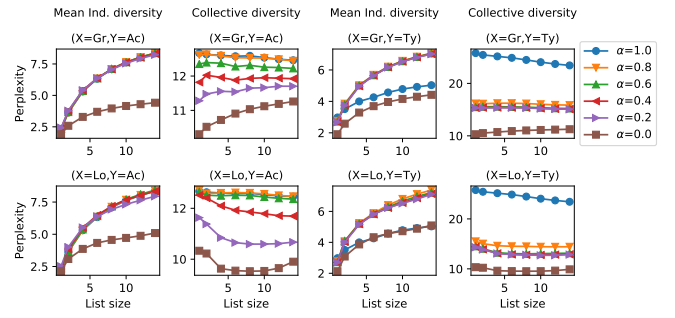 Mean Ind. diversity Collective diversity Mean Ind. diversity Collective diversity
(X=Gr,Y=Ac) (X=Gr,Y=Ac) (X=Gr,Y=Ty) (X=Gr,Y=Ty)
Perplexity
7.5
5.0
2.5
5 10
12
11
5 10
6
4
2
5 10
20
10
5 10
α=1.0
α=0.8
α=0.6
α=0.4
α=0.2
α=0.0
(X=Lo,Y=Ac) (X=Lo,Y=Ac) (X=Lo,Y=Ty) (X=Lo,Y=Ty)
Perplexity
7.5
5.0
2.5
5 10
12
10
5 10
6
4
2
5 10
20
10
5 10
List size List size List size List size